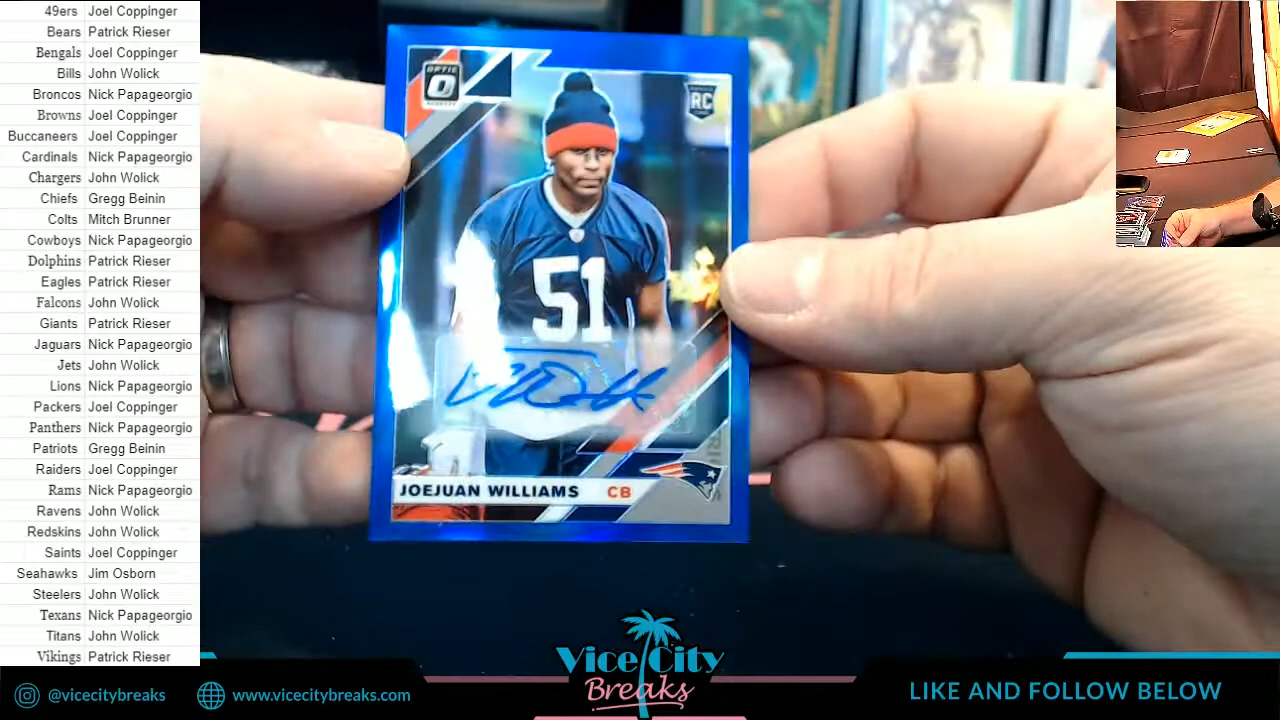 49ers Joel Coppinger
Bears Patrick Rieser
Bengals Joel Coppinger
Bills John Wolick
Broncos Nick Papageorgio
Browns Joel Coppinger
Buccaneers Joel Coppinger
Cardinals Nick Papageorgio
Chargers John Wolick
Chiefs Gregg Beinin
Colts Mitch Brunner
Cowboys Nick Papageorgio
Dolphins Patrick Rieser
Eagles Patrick Rieser
Falcons John Wolick
Giants Patrick Rieser
Jaguars Nick Papageorgio
Jets John Wolick
Lions Nick Papageorgio
Packers Joel Coppinger
Panthers Nick Papageorgio
Patriots Gregg Beinin
Raiders Joel Coppinger
Rams Nick Papageorgio
Ravens John Wolick
Redskins John Wolick
Saints Joel Coppinger
Seahawks Jim Osborn
Steelers John Wolick
Texans Nick Papageorgio
Titans John Wolick
Vikings Patrick Rieser
OPTIC
RC
51
JOEJUAN WILLIAMS CB
Vice City
Breaks
@vicecitybreaks
www.vicecitybreaks.com
LIKE AND FOLLOW BELOW